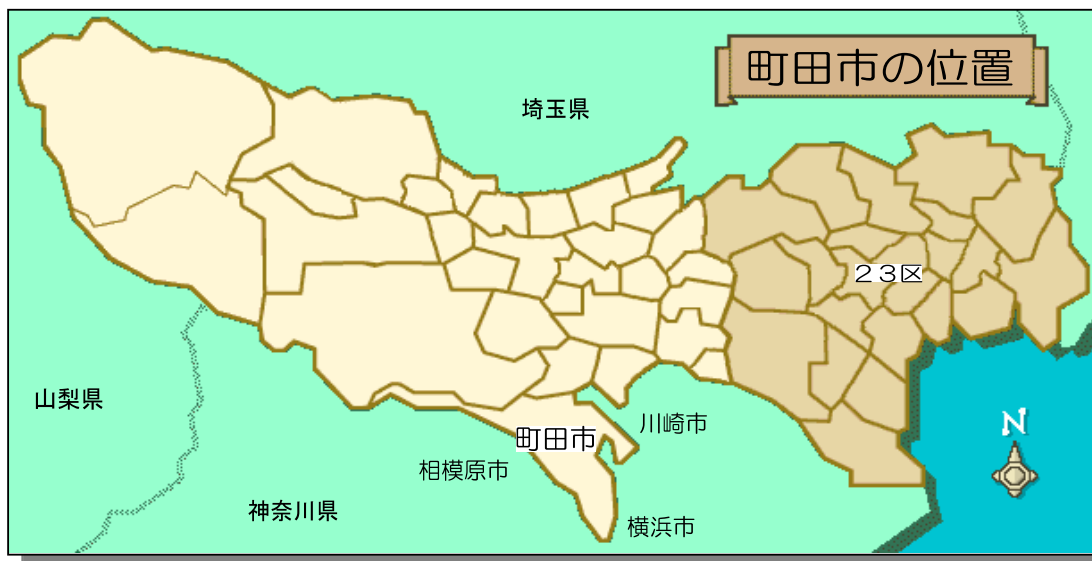 町田市の位置
埼玉県
２３区
山梨県
町田市
川崎市
相模原市
神奈川県
横浜市
N